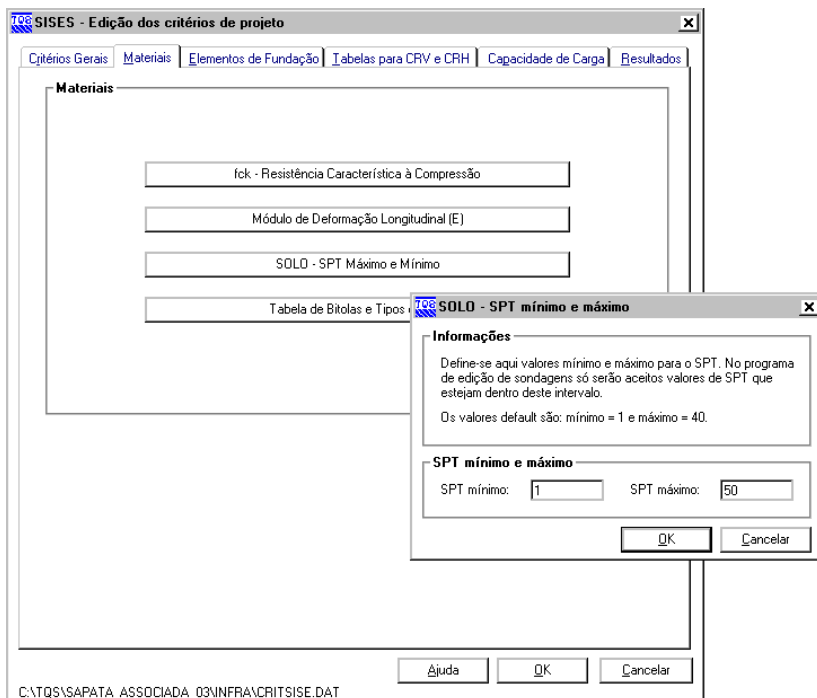 TQS SISES - Edição dos critérios de projeto
Critérios Gerais Materiais Elementos de Fundação Tabelas para CRV e CRH Capacidade de Carga Resultados
Materiais
fck - Resistência Característica à Compressão
Módulo de Deformação Longitudinal (E)
SOLO - SPT Máximo e Mínimo
Tabela de Bitolas e Tipos
TQS SOLO - SPT mínimo e máximo
Informações
Define-se aqui valores mínimo e máximo para o SPT. No programa
de edição de sondagens só serão aceitos valores de SPT que
estejam dentro deste intervalo.
Os valores default são: mínimo = 1 e máximo = 40.
SPT mínimo e máximo
SPT mínimo: 1 SPT máximo: 50
OK Cancelar
Ajuda OK Cancelar
C:\TQS\SAPATA_ASSOCIADA_03\INFRA\CRITSISE.DAT